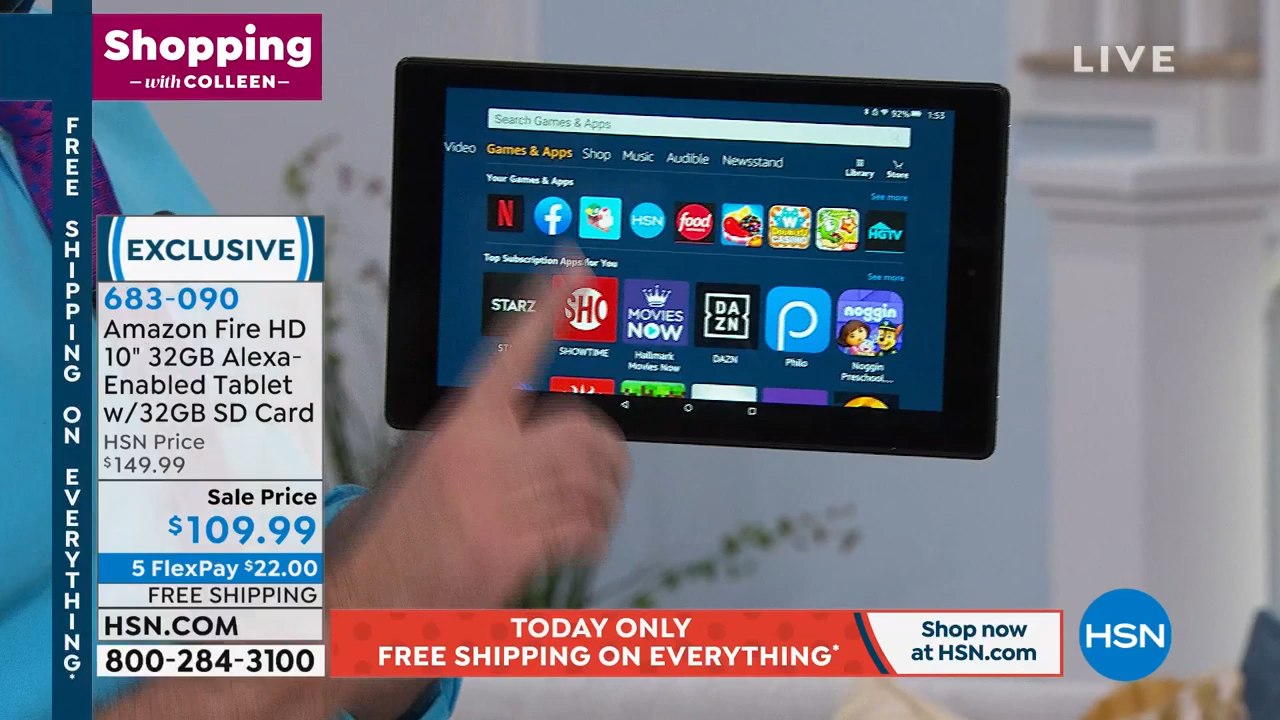 Shopping
– with COLLEEN –
LIVE
FREE SHIPPING ON EVERYTHING*
EXCLUSIVE
683-090
Amazon Fire HD
10" 32GB Alexa-
Enabled Tablet
w/32GB SD Card
HSN Price
$149.99
Sale Price
$109.99
5 FlexPay $22.00
FREE SHIPPING
HSN.COM
800-284-3100
92% 1:53
Search Games & Apps
Video Games & Apps Shop Music Audible Newsstand
Library Store
Your Games & Apps
See more
N f HSN food HGTV
Top Subscription Apps for You
See more
STARZ SHO MOVIES NOW DAZN P noggin
SHOWTIME Hallmark Movies Now DAZN Philo Noggin Preschool...
TODAY ONLY
FREE SHIPPING ON EVERYTHING*
Shop now
at HSN.com
HSN